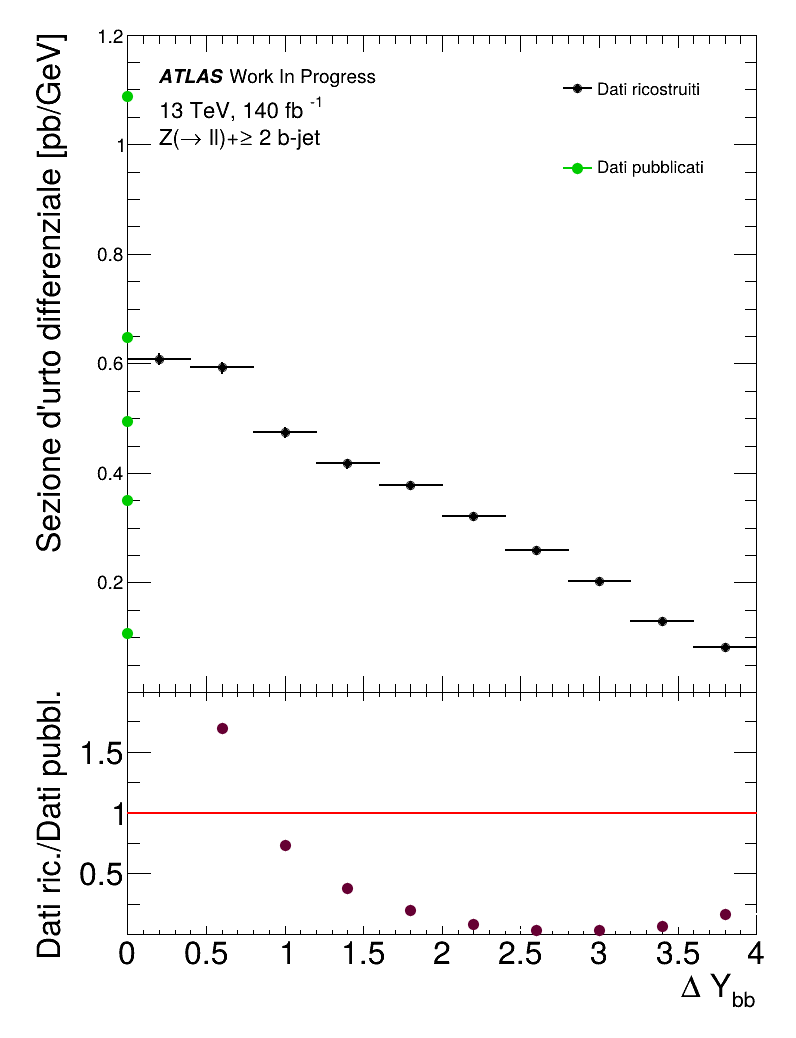 Sezione d'urto differenziale [pb/GeV]
1.2
1
0.8
0.6
0.4
0.2
ATLAS Work In Progress
13 TeV, 140 fb -1
Z(→ ll)+≥ 2 b-jet
Dati ricostruiti
Dati pubblicati
Dati ric./Dati pubbl.
1.5
1
0.5
0 0.5 1 1.5 2 2.5 3 3.5 4
Δ Ybb